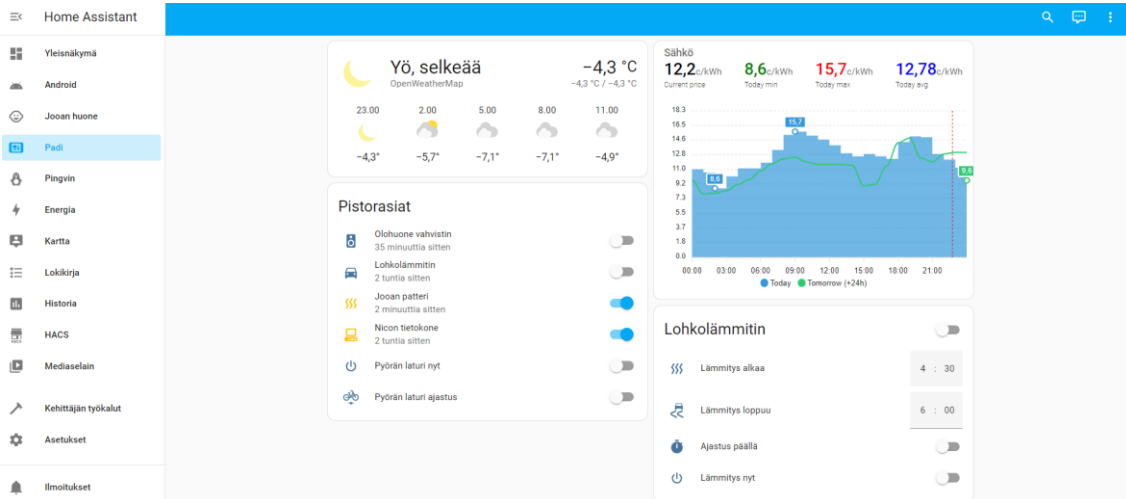 Home Assistant
Yleisnäkymä
Android
Jooan huone
Padi
Pingvin
Energia
Kartta
Lokikirja
Historia
HACS
Mediaselain
Kehittäjän työkalut
Asetukset
Ilmoitukset
Yö, selkeää
OpenWeatherMap
−4,3 °C
−4,3 °C / −4,3 °C
23.00 2.00 5.00 8.00 11.00
−4,3° −5,7° −7,1° −7,1° −4,9°
Pistorasiat
Olohuone vahvistin
35 minuuttia sitten
Lohkolämmitin
2 tuntia sitten
Jooan patteri
2 minuuttia sitten
Nicon tietokone
2 tuntia sitten
Pyörän laturi nyt
Pyörän laturi ajastus
Sähkö
12,2c/kWh 8,6c/kWh 15,7c/kWh 12,78c/kWh
Current price Today min Today max Today avg
18.3
16.5
14.6
12.8
11.0
9.2
7.3
5.5
3.7
1.8
0.0
15,7
8,6
9,6
00:00 03:00 06:00 09:00 12:00 15:00 18:00 21:00
Today Tomorrow (+24h)
Lohkolämmitin
Lämmitys alkaa 4 : 30
Lämmitys loppuu 6 : 00
Ajastus päällä
Lämmitys nyt